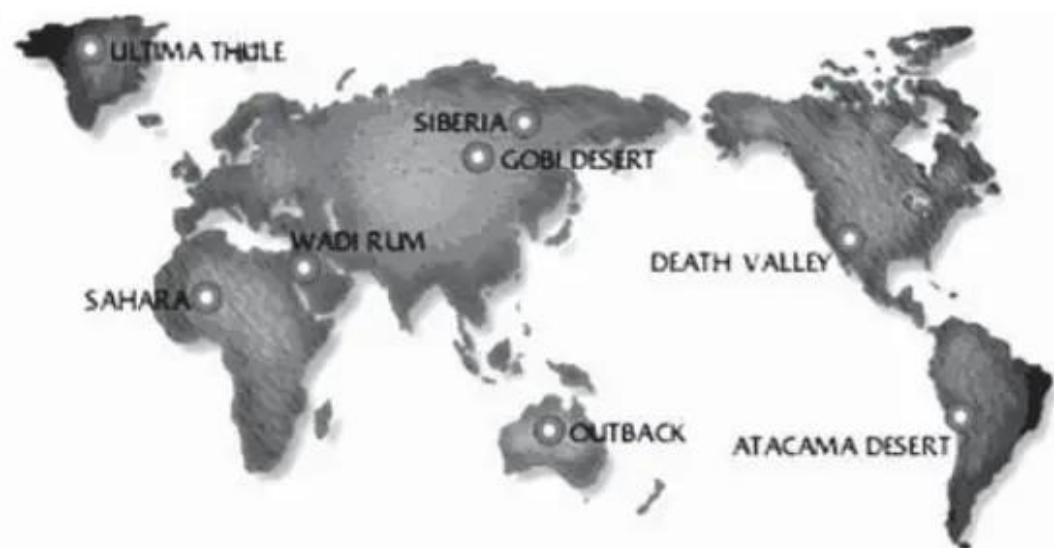 ULTIMA THULE
SIBERIA
GOBI DESERT
WADI RUM
DEATH VALLEY
SAHARA
OUTBACK
ATACAMA DESERT